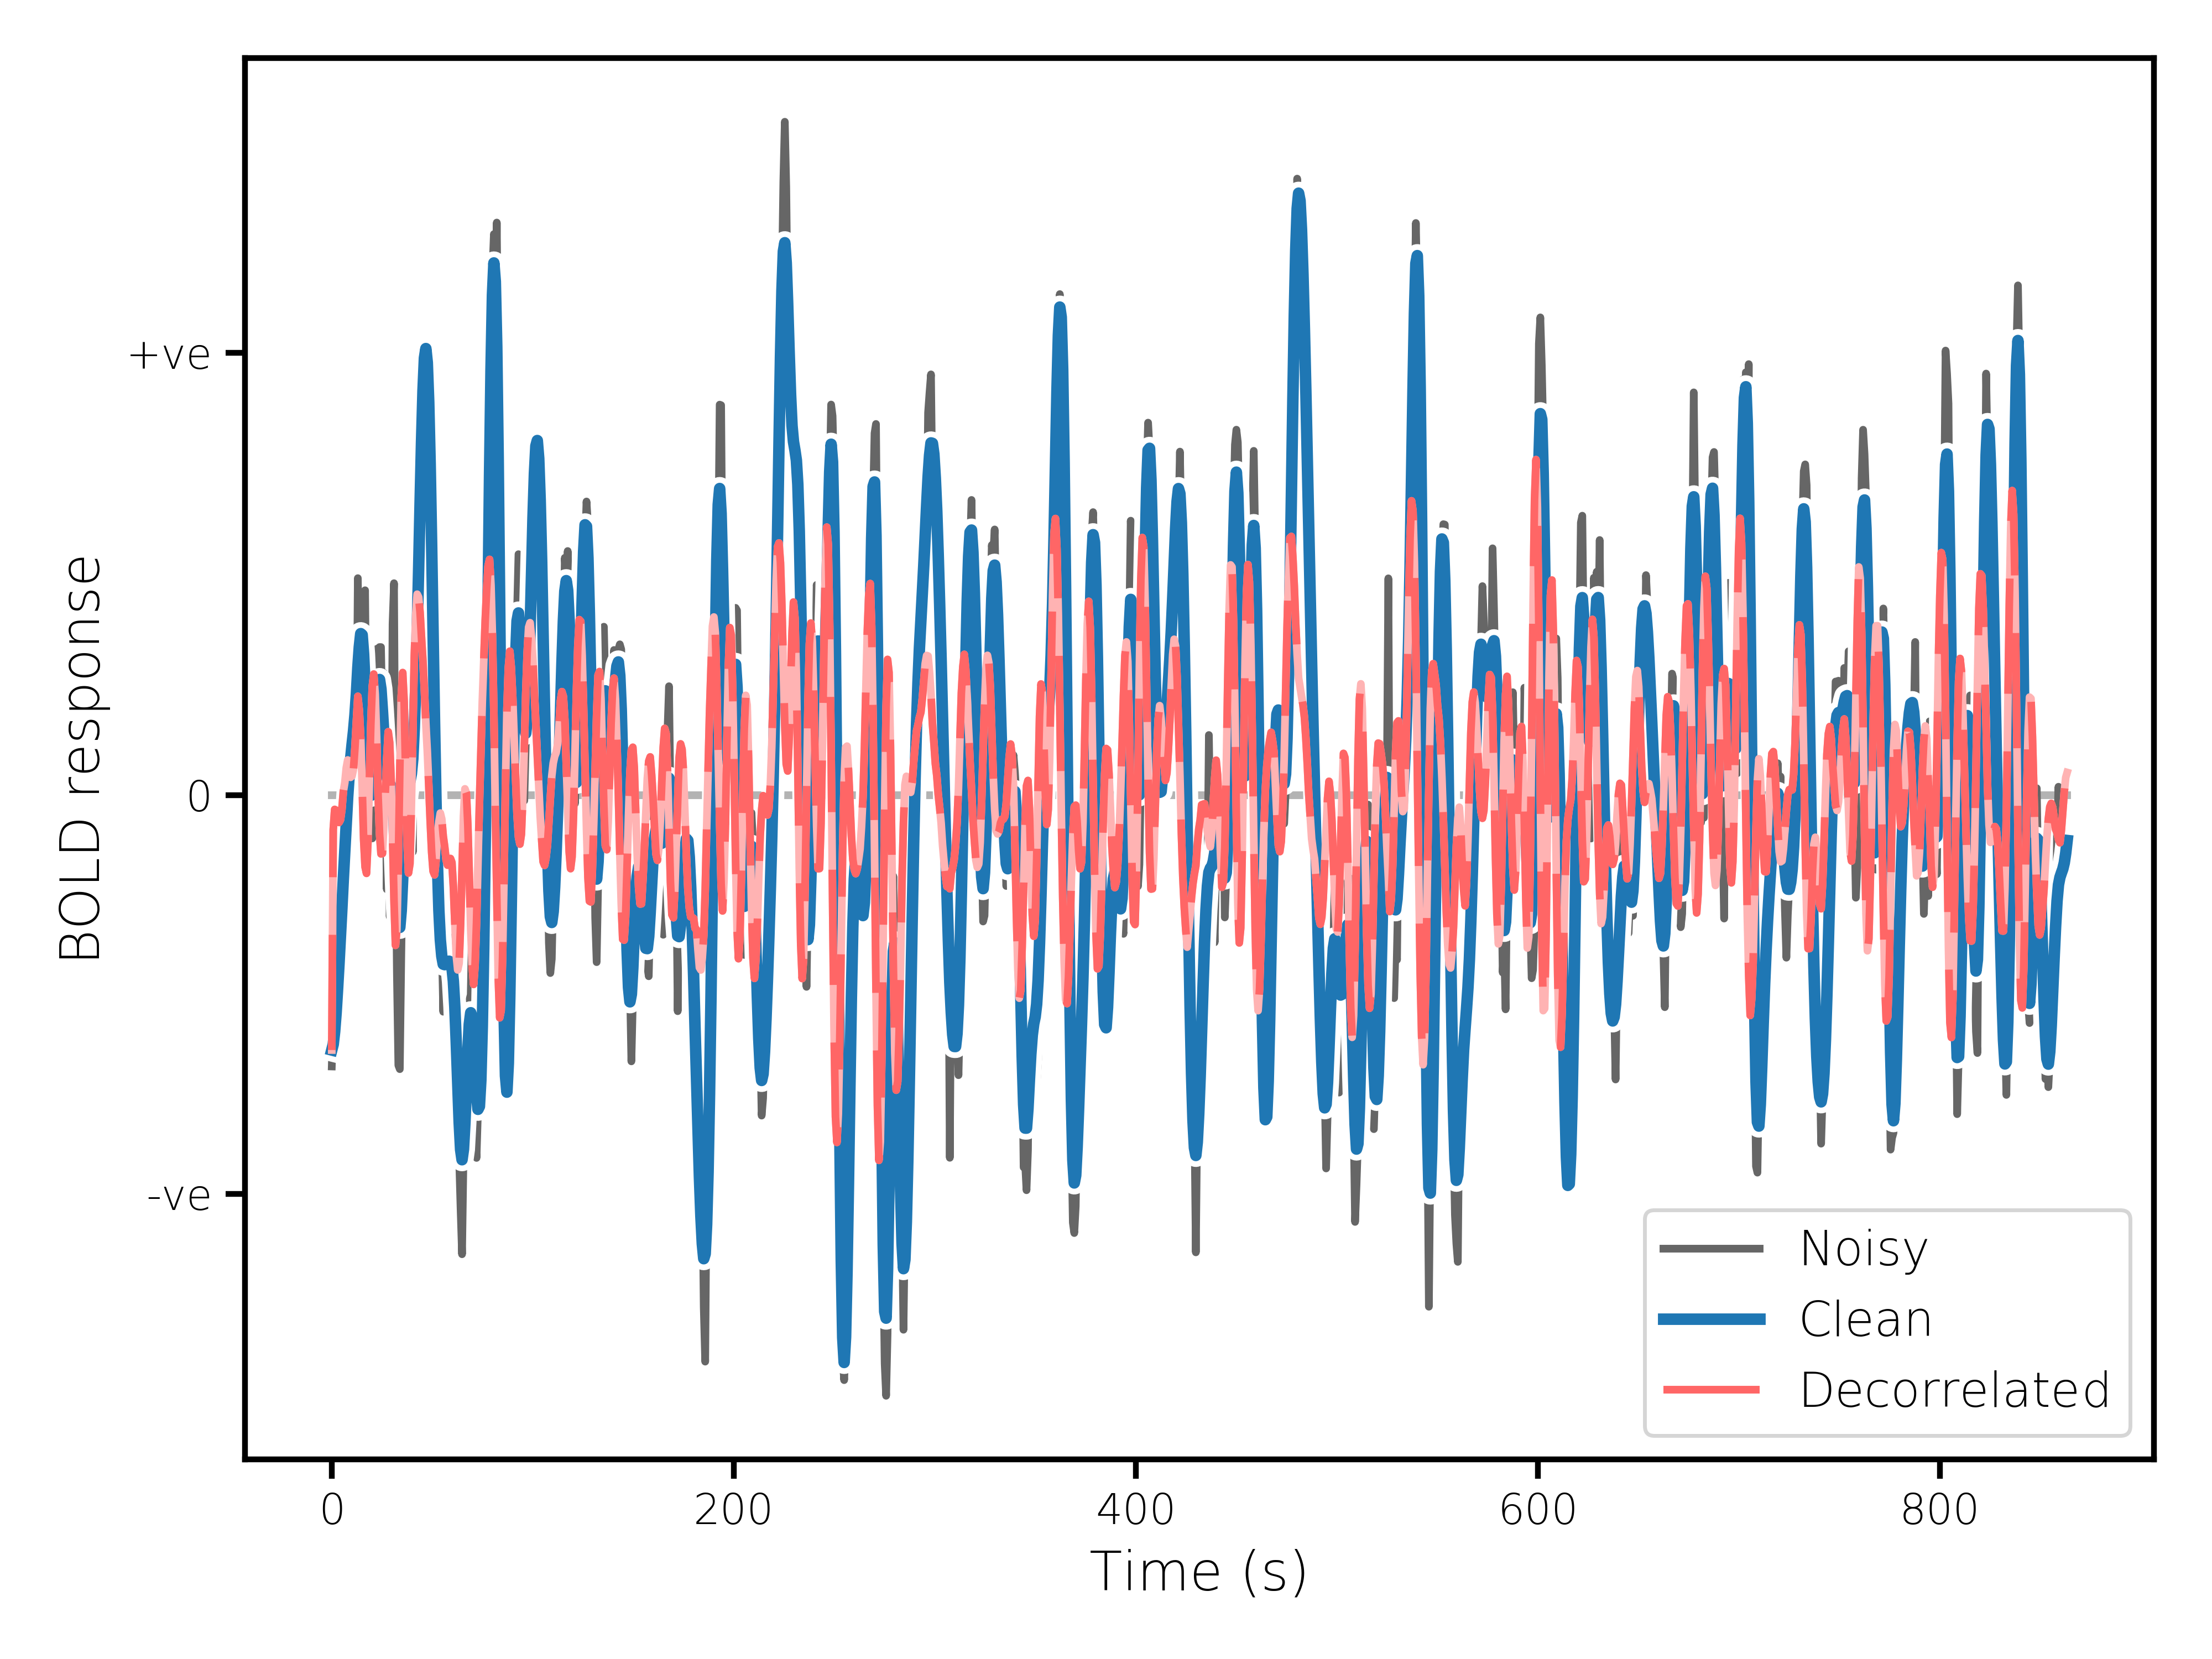 BOLD response
+ve
0
-ve
0 200 400 600 800
Time (s)
Noisy
Clean
Decorrelated